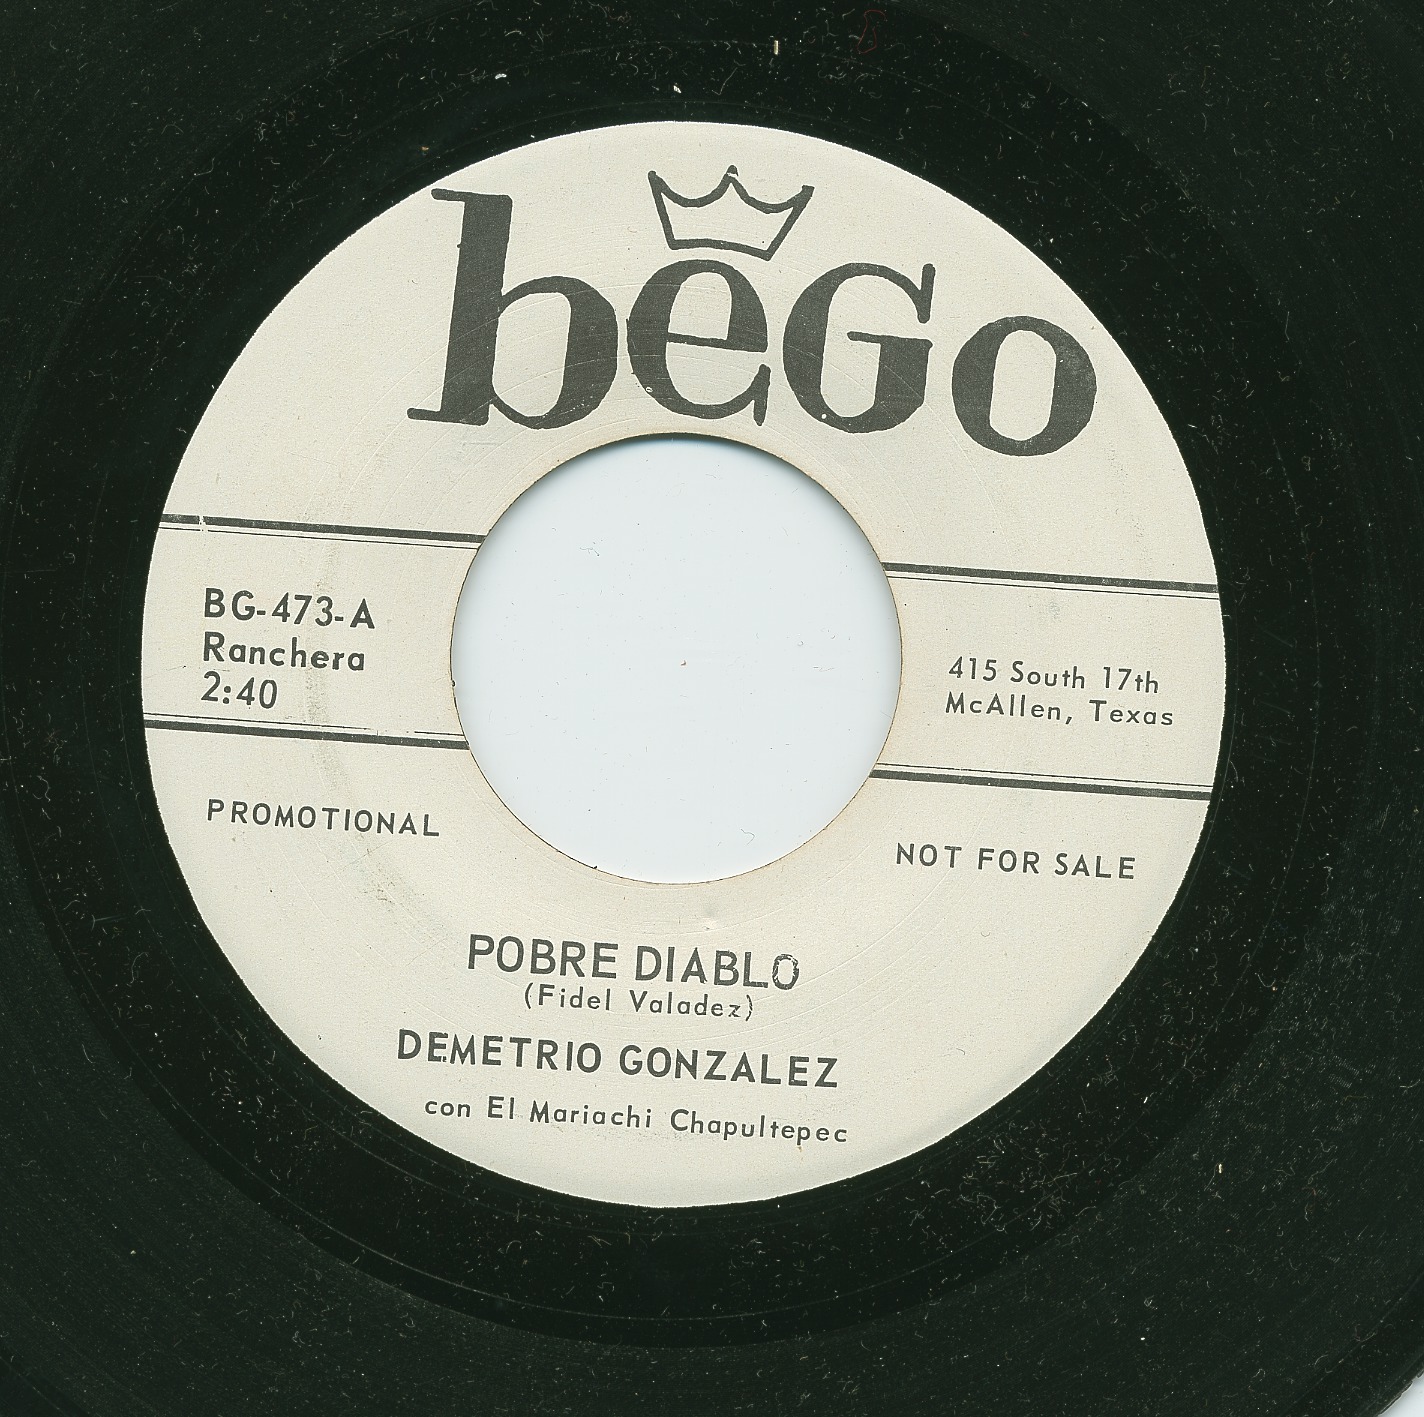 beGo
BG-473-A
Ranchera
2:40
415 South 17th
McAllen, Texas
PROMOTIONAL
NOT FOR SALE
POBRE DIABLO
(Fidel Valadez)
DEMETRIO GONZALEZ
con El Mariachi Chapultepec